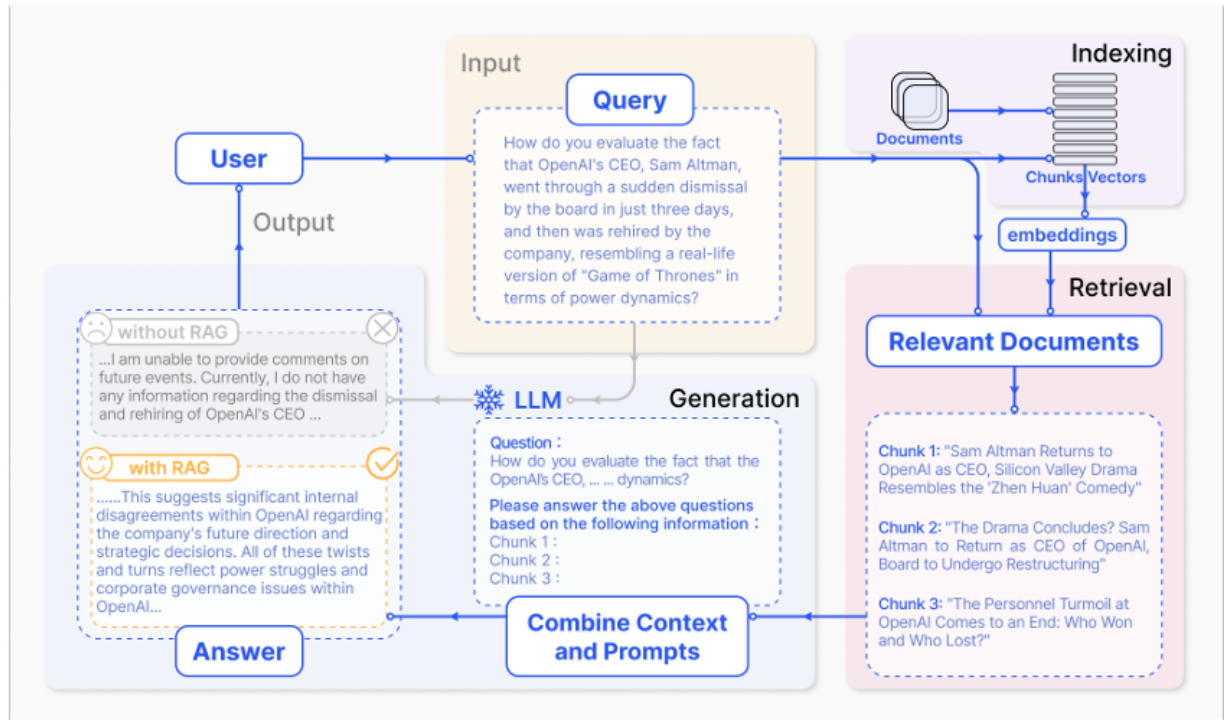 Input
Query
How do you evaluate the fact
that OpenAI's CEO, Sam Altman,
went through a sudden dismissal
by the board in just three days,
and then was rehired by the
company, resembling a real-life
version of "Game of Thrones" in
terms of power dynamics?
Indexing
Documents
Chunks Vectors
embeddings
User
Output
Retrieval
Relevant Documents
Chunk 1: "Sam Altman Returns to
OpenAI as CEO, Silicon Valley Drama
Resembles the 'Zhen Huan' Comedy"
Chunk 2: "The Drama Concludes? Sam
Altman to Return as CEO of OpenAI,
Board to Undergo Restructuring"
Chunk 3: "The Personnel Turmoil at
OpenAI Comes to an End: Who Won
and Who Lost?"
Generation
LLM
Question :
How do you evaluate the fact that the
OpenAI's CEO, ... ... dynamics?
Please answer the above questions
based on the following information :
Chunk 1 :
Chunk 2 :
Chunk 3 :
Combine Context
and Prompts
without RAG
...I am unable to provide comments on
future events. Currently, I do not have
any information regarding the dismissal
and rehiring of OpenAI's CEO ...
with RAG
......This suggests significant internal
disagreements within OpenAI regarding
the company's future direction and
strategic decisions. All of these twists
and turns reflect power struggles and
corporate governance issues within
OpenAI...
Answer